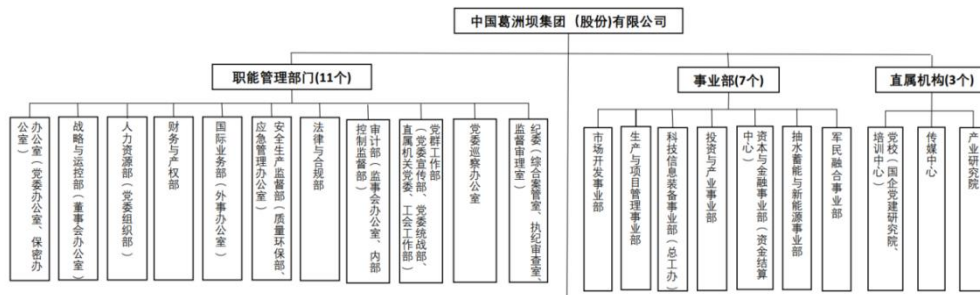 中国葛洲坝集团（股份)有限公司
职能管理部门(11个)
事业部(7个)
直属机构(3个)
办公室（党委办公室、保密办
公室）
战略与运控部（董事会办公室）
人力资源部（党委组织部）
财务与产权部
国际业务部（外事办公室）
安全生产监督部（质量环保部、
应急管理办公室）
法律与合规部
审计部（监事会办公室、内部
控制监督部）
党群工作部
（党委宣传部、党委统战部、
直属机关党委、工会工作部）
党委巡察办公室
纪委（综合案管室、执纪审查室、
监督审理室）
市场开发事业部
生产与项目管理事业部
科技信息装备事业部（总工办）
投资与产业事业部
资本与金融事业部（资金结算
中心）
抽水蓄能与新能源事业部
军民融合事业部
党校（国企党建研究院、
培训中心）
传媒中心
产业研究院